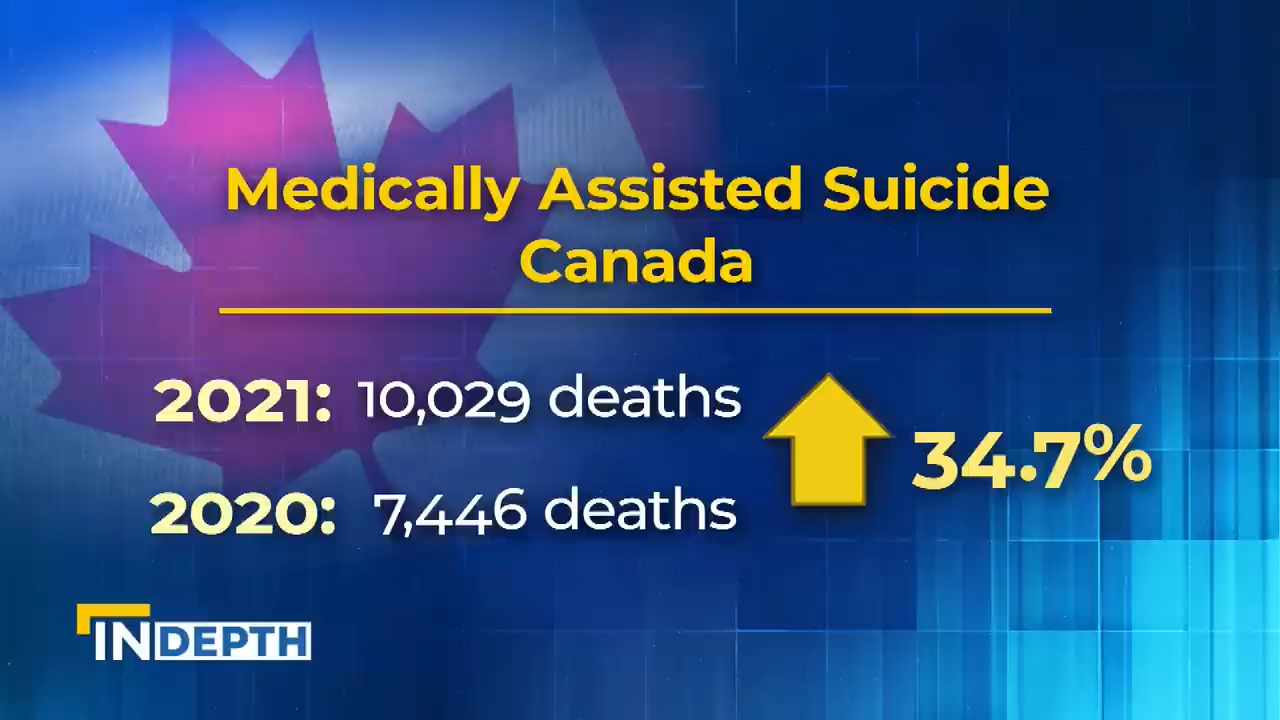 Medically Assisted Suicide
Canada
2021: 10,029 deaths
2020: 7,446 deaths
34.7%
INDEPTH